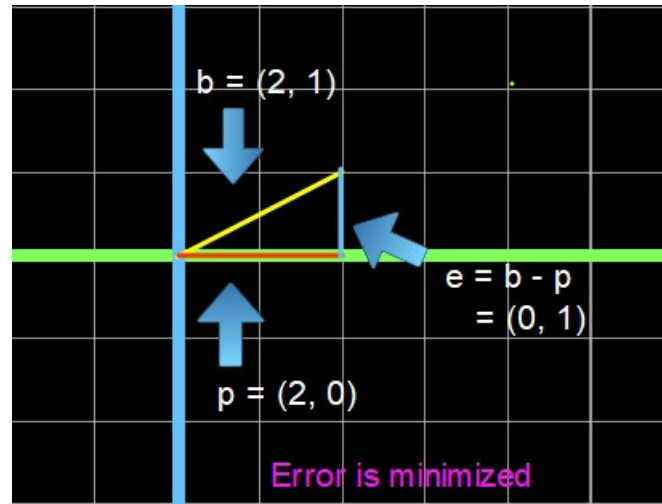 b = (2, 1)
e = b - p
= (0, 1)
p = (2, 0)
Error is minimized